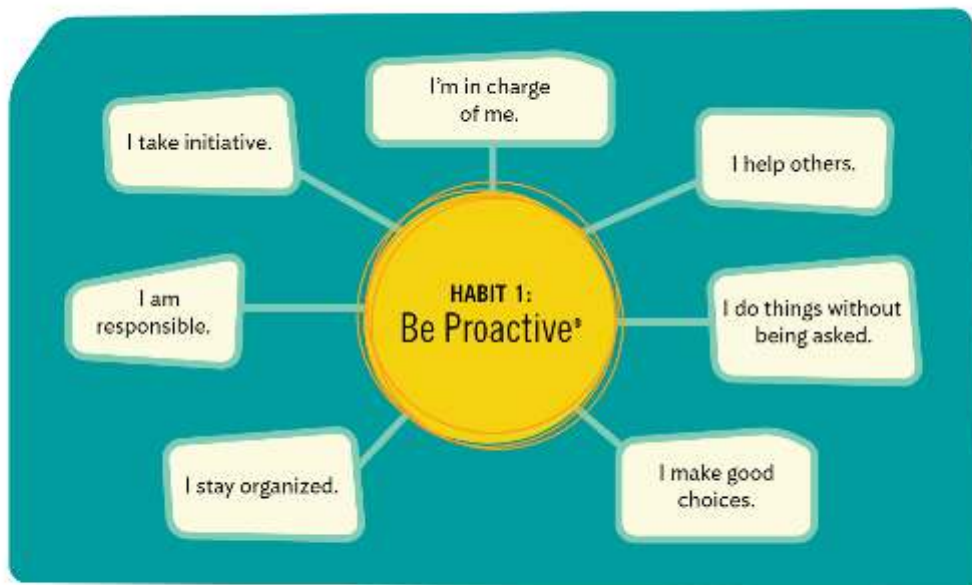 I'm in charge
of me.
I take initiative.
I help others.
I am
responsible.
HABIT 1:
Be Proactive®
I do things without
being asked.
I stay organized.
I make good
choices.